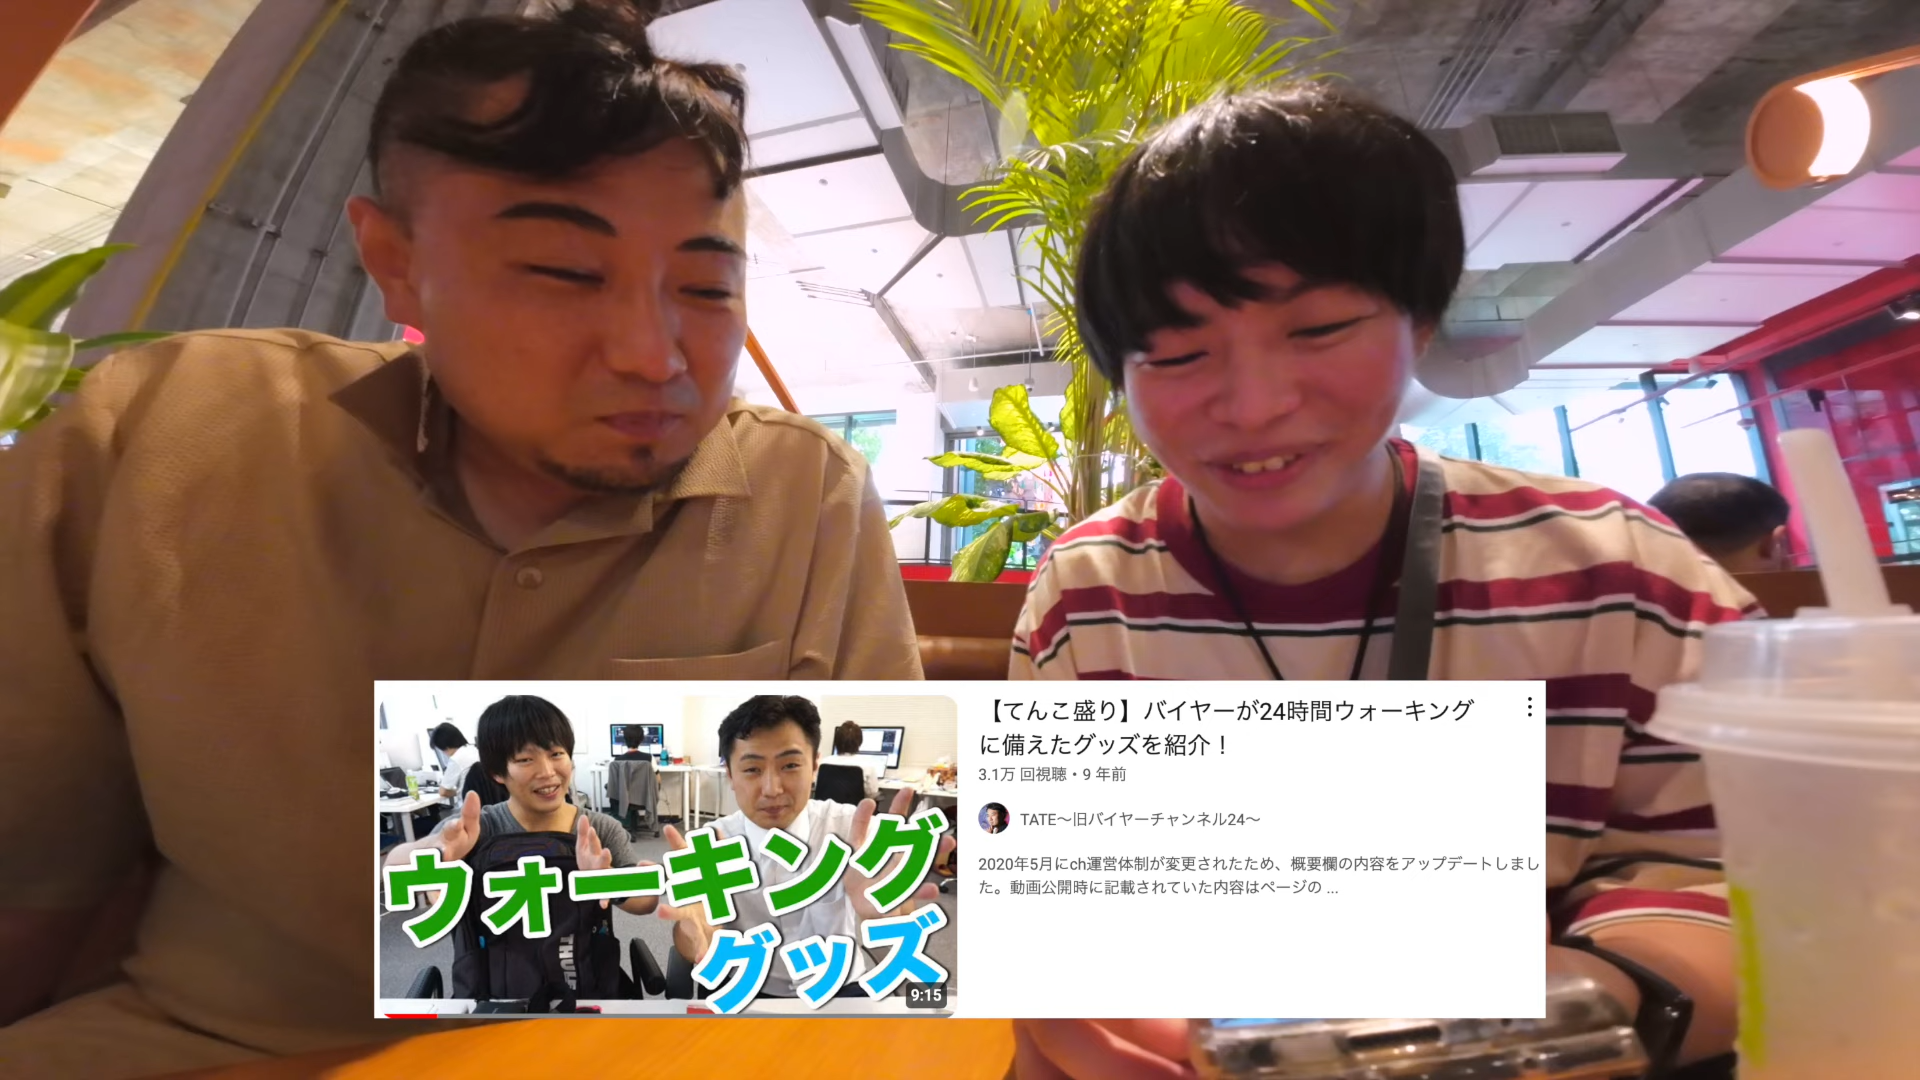 【てんこ盛り】バイヤーが24時間ウォーキング
に備えたグッズを紹介！
3.1万 回視聴・9 年前
TATE〜旧バイヤーチャンネル24〜
2020年5月にch運営体制が変更されたため、概要欄の内容をアップデートしまし
た。動画公開時に記載されていた内容はページの ...
ウォーキング
グッズ
THULE
9:15